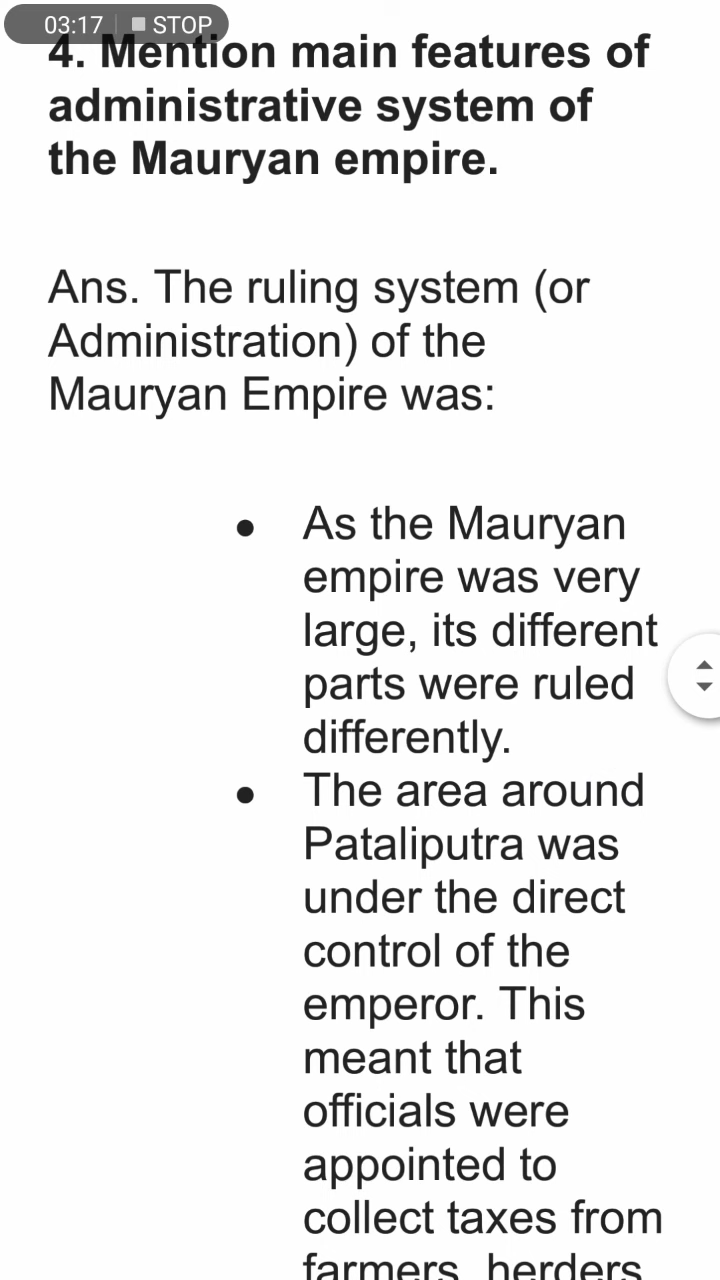 03:17 STOP
4. Mention main features of
administrative system of
the Mauryan empire.
Ans. The ruling system (or
Administration) of the
Mauryan Empire was:
• As the Mauryan
empire was very
large, its different
parts were ruled
differently.
• The area around
Pataliputra was
under the direct
control of the
emperor. This
meant that
officials were
appointed to
collect taxes from
farmers, herders,